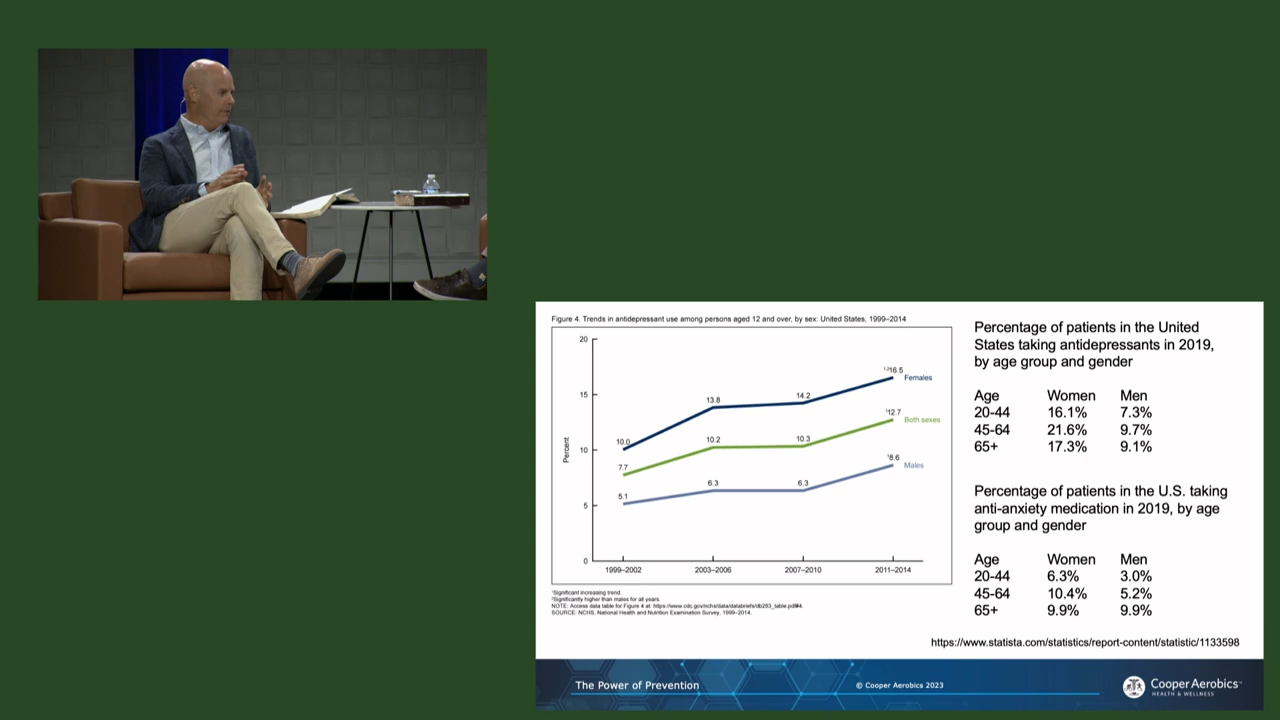 Figure 4. Trends in antidepressant use among persons aged 12 and over, by sex: United States, 1999–2014
20
15
10
5
0
Percent
10.0
13.8
14.2
¹²16.5
Females
7.7
10.2
10.3
¹12.7
Both sexes
5.1
6.3
6.3
¹8.6
Males
1999–2002
2003–2006
2007–2010
2011–2014
¹Significant increasing trend.
²Significantly higher than males for all years.
NOTE: Access data table for Figure 4 at: https://www.cdc.gov/nchs/data/databriefs/db283_table.pdf#4.
SOURCE: NCHS, National Health and Nutrition Examination Survey, 1999–2014.
Percentage of patients in the United
States taking antidepressants in 2019,
by age group and gender
Age Women Men
20-44 16.1% 7.3%
45-64 21.6% 9.7%
65+ 17.3% 9.1%
Percentage of patients in the U.S. taking
anti-anxiety medication in 2019, by age
group and gender
Age Women Men
20-44 6.3% 3.0%
45-64 10.4% 5.2%
65+ 9.9% 9.9%
https://www.statista.com/statistics/report-content/statistic/1133598
The Power of Prevention
© Cooper Aerobics 2023
CooperAerobics™
HEALTH & WELLNESS